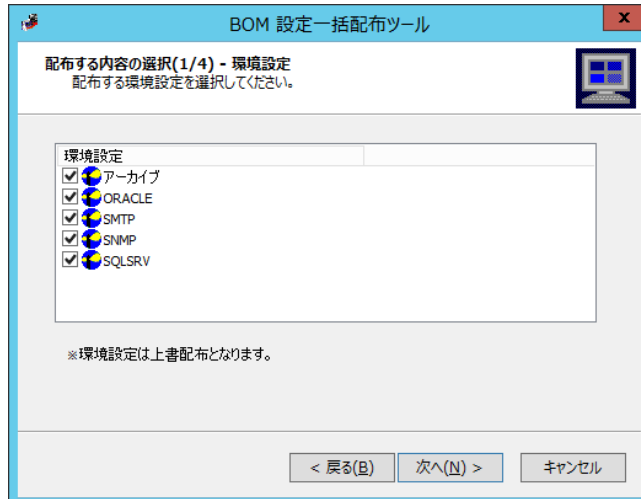 BOM 設定一括配布ツール
x
配布する内容の選択(1/4) - 環境設定
配布する環境設定を選択してください。
環境設定
アーカイブ
ORACLE
SMTP
SNMP
SQLSRV
※環境設定は上書配布となります。
< 戻る(B)
次へ(N) >
キャンセル